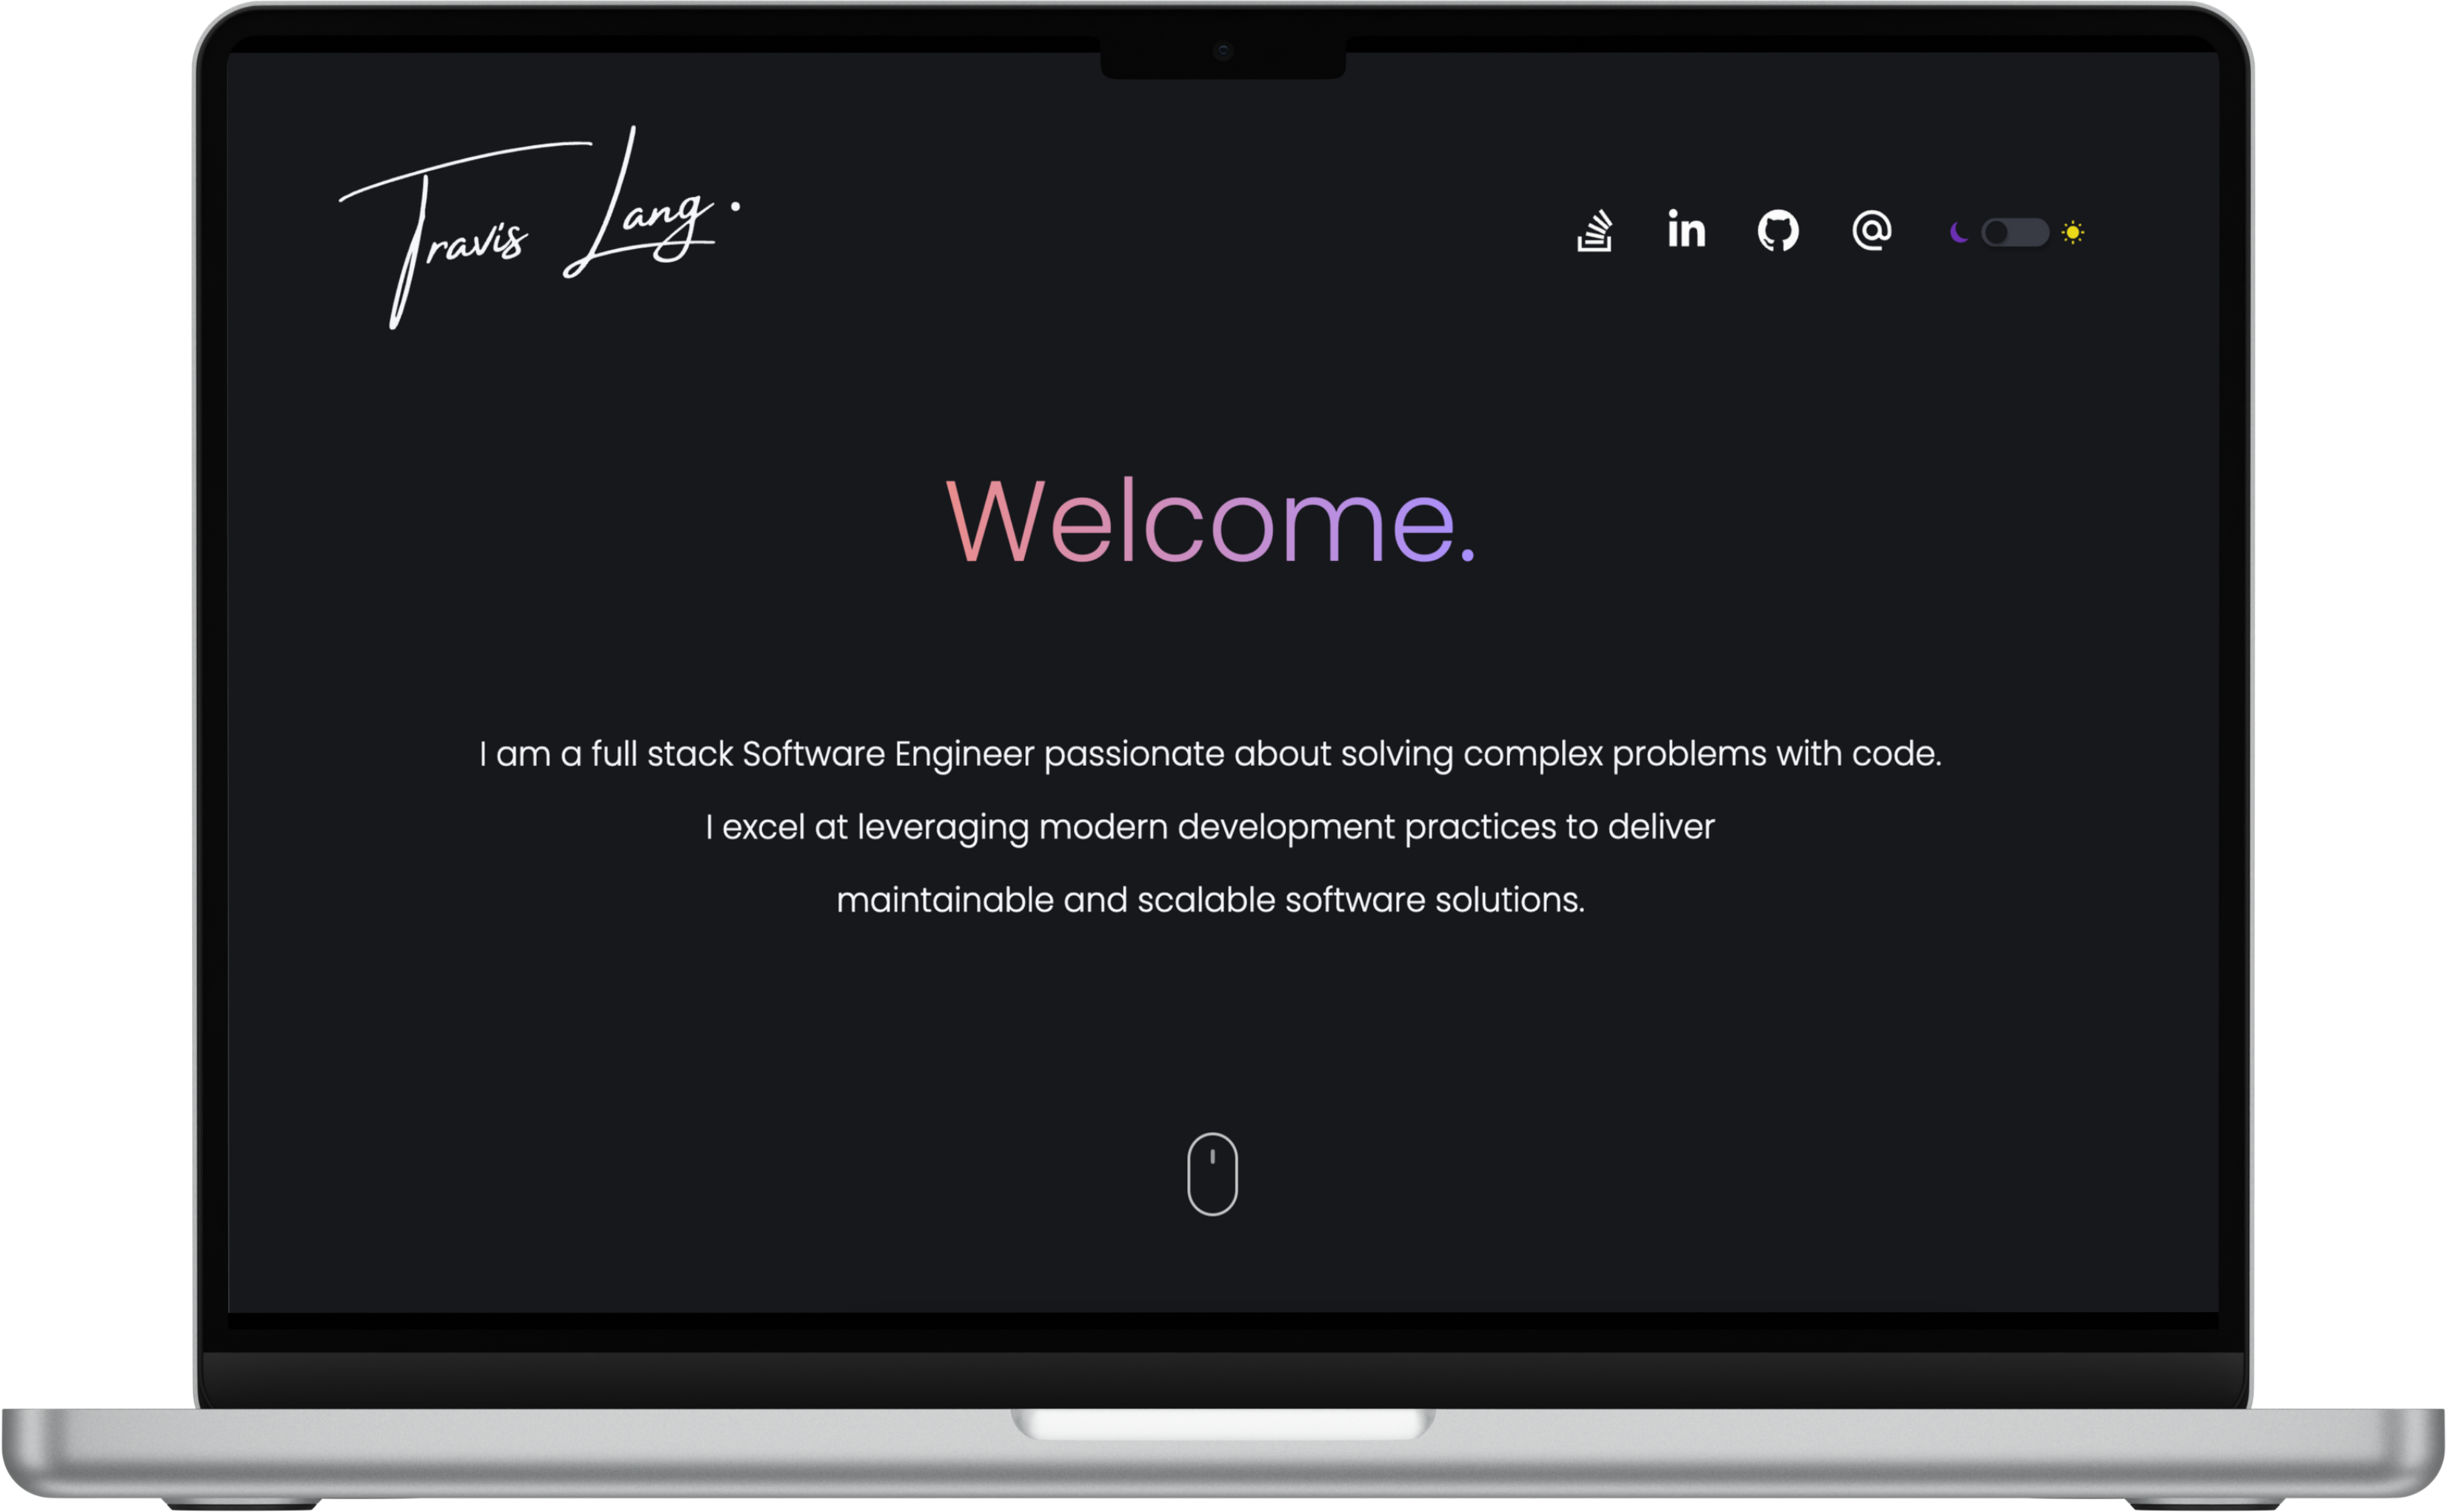 Travis Lang.
in
Welcome.
I am a full stack Software Engineer passionate about solving complex problems with code.
I excel at leveraging modern development practices to deliver
maintainable and scalable software solutions.